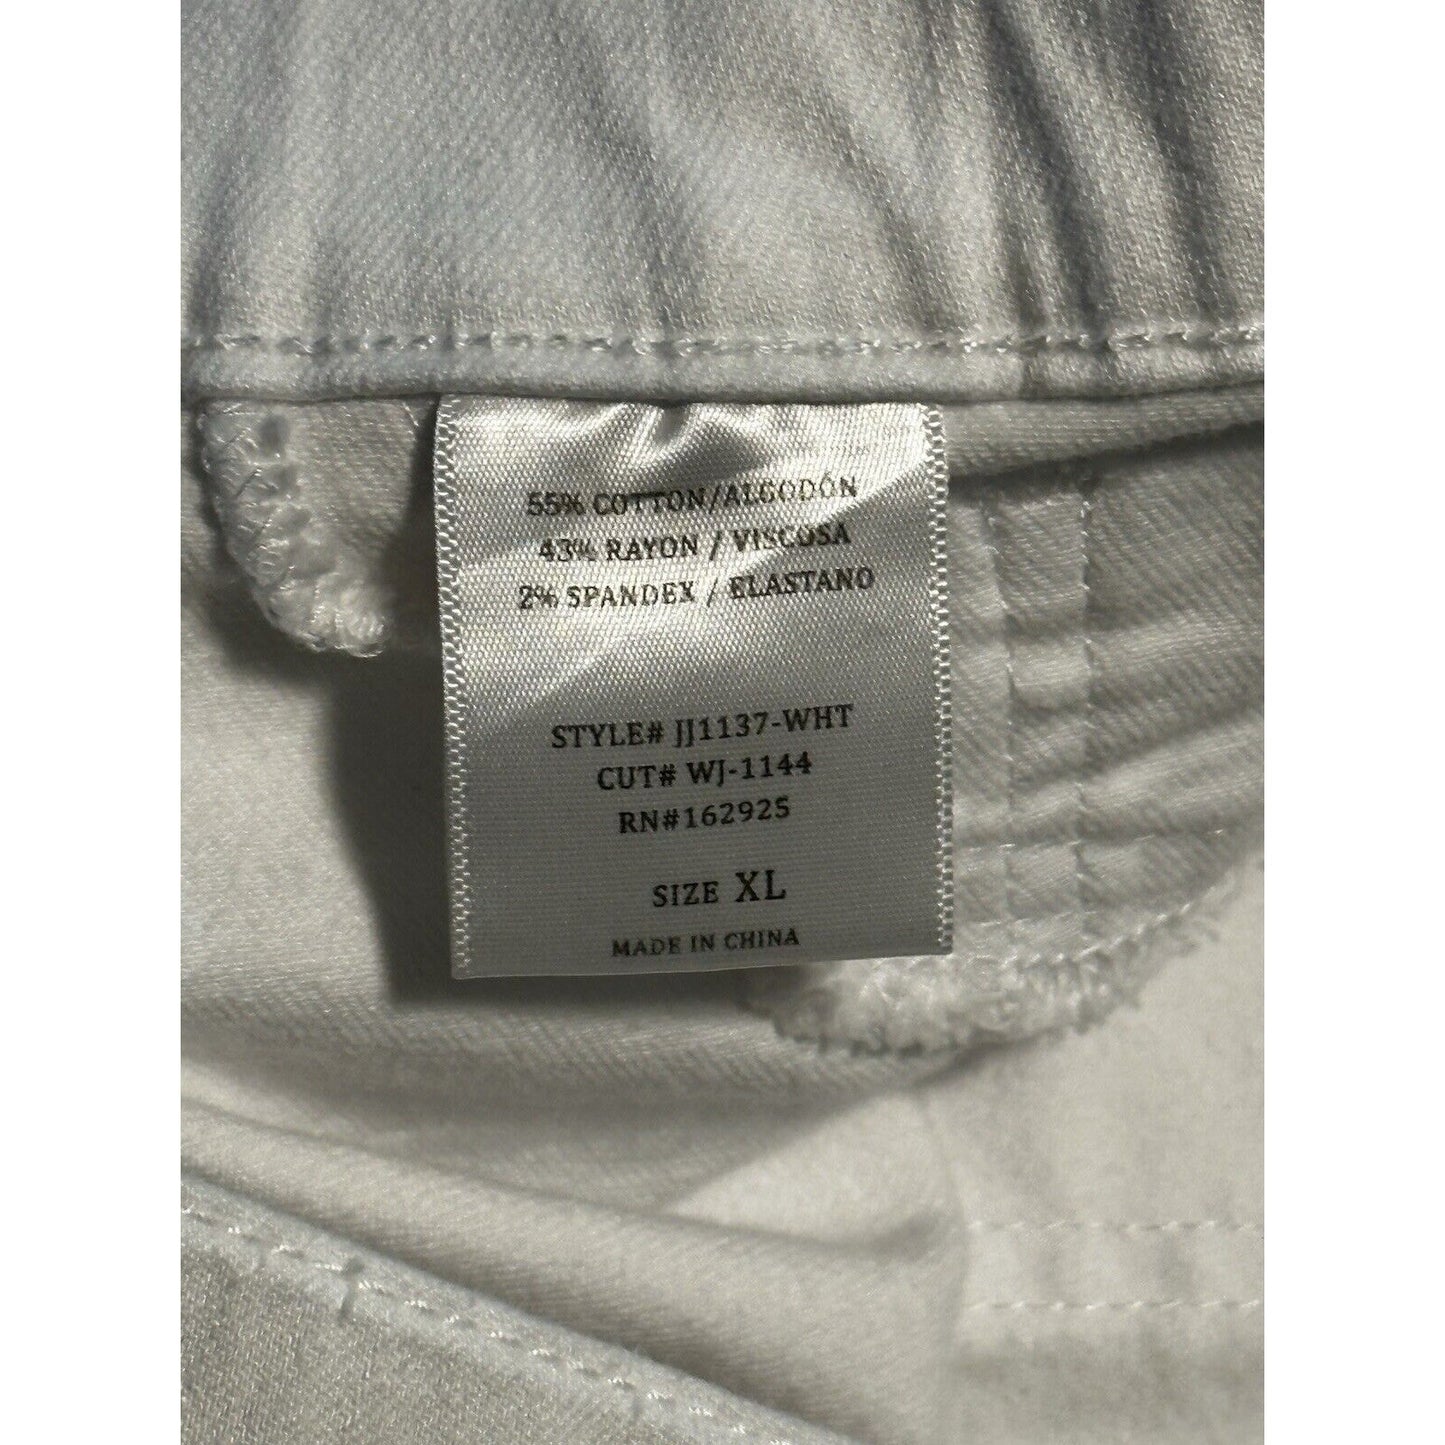 55% COTTON/ALGODÓN
43% RAYON / VISCOSA
2% SPANDEX / ELASTANO
STYLE# JJ1137-WHT
CUT# WJ-1144
RN#162925
SIZE XL
MADE IN CHINA